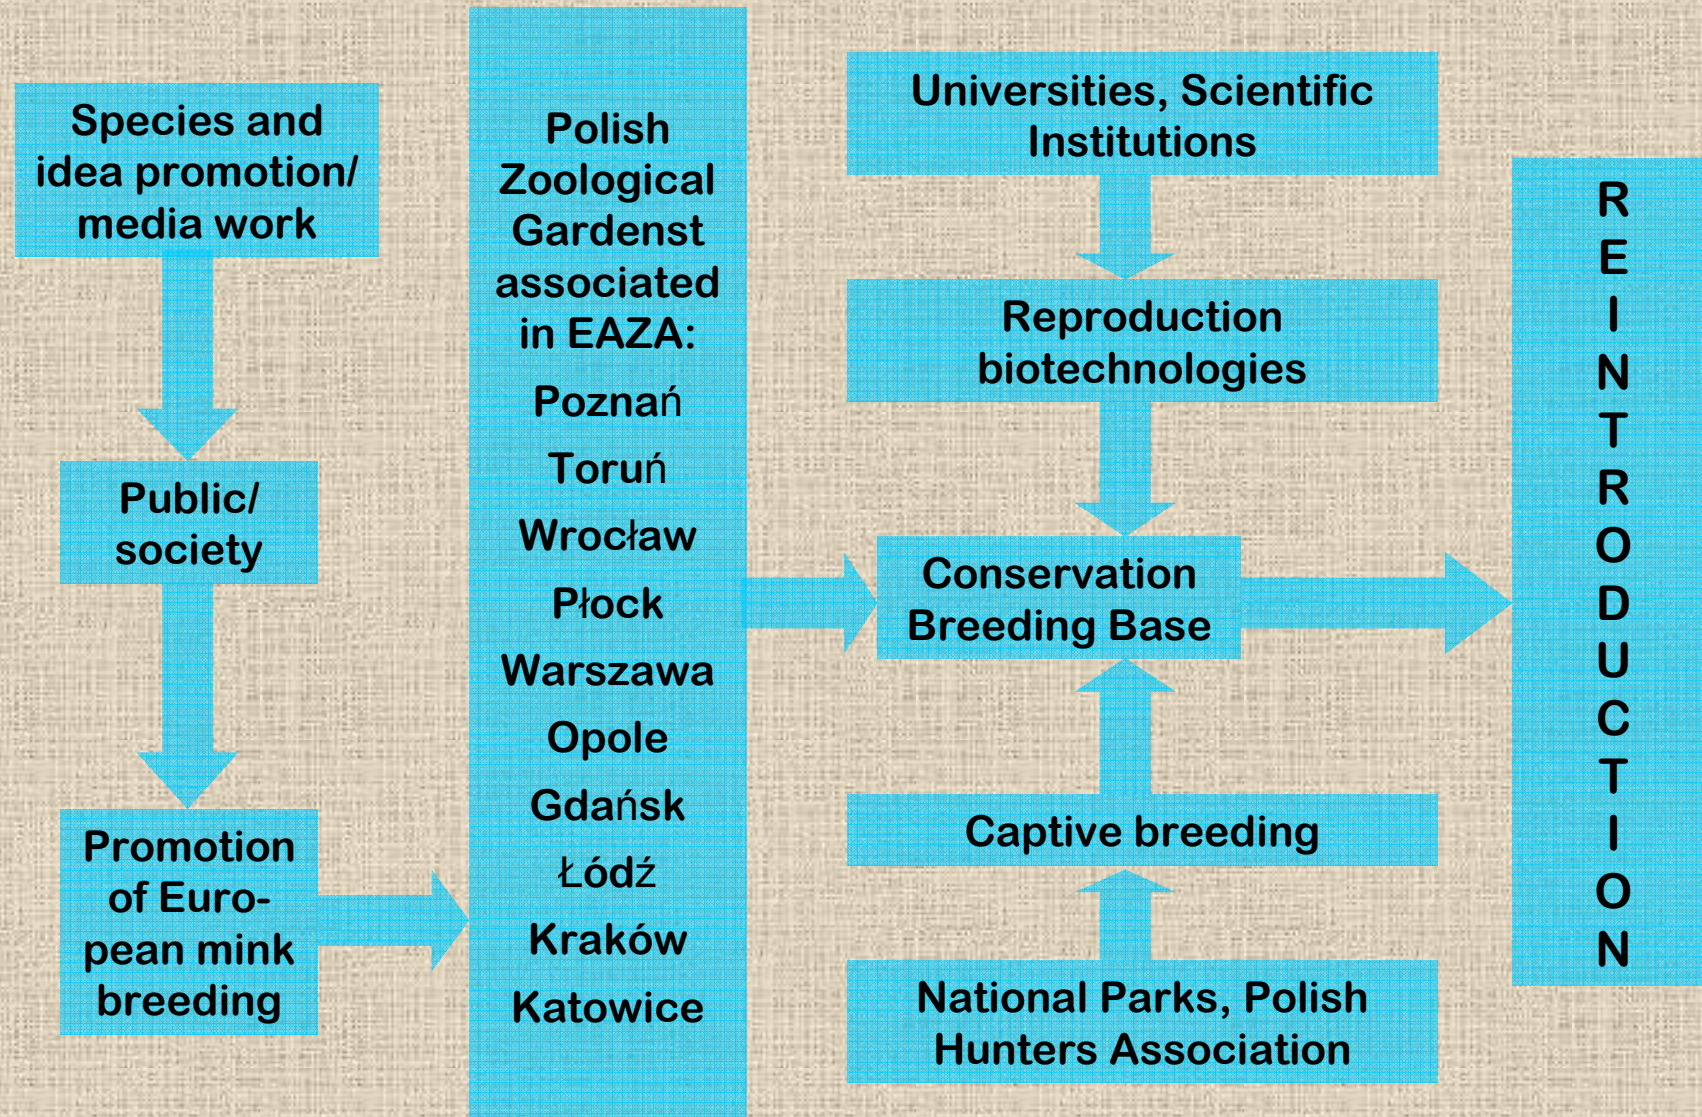 Species and
idea promotion/
media work
Public/
society
Promotion
of Euro-
pean mink
breeding
Polish
Zoological
Gardenst
associated
in EAZA:
Poznań
Toruń
Wrocław
Płock
Warszawa
Opole
Gdańsk
Łódź
Kraków
Katowice
Universities, Scientific
Institutions
Reproduction
biotechnologies
Conservation
Breeding Base
Captive breeding
National Parks, Polish
Hunters Association
R
E
I
N
T
R
O
D
U
C
T
I
O
N